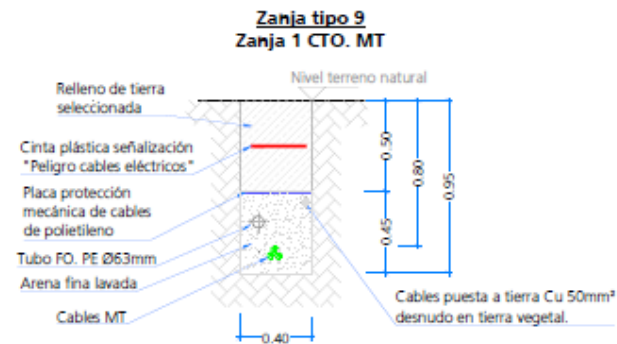 Zanja tipo 9
Zanja 1 CTO. MT
Nivel terreno natural
Relleno de tierra
seleccionada
Cinta plástica señalización
"Peligro cables eléctricos"
Placa protección
mecánica de cables
de polietileno
Tubo FO. PE Ø63mm
Arena fina lavada
Cables MT
0.50
0.80
0.95
0.45
Cables puesta a tierra Cu 50mm²
desnudo en tierra vegetal.
0.40